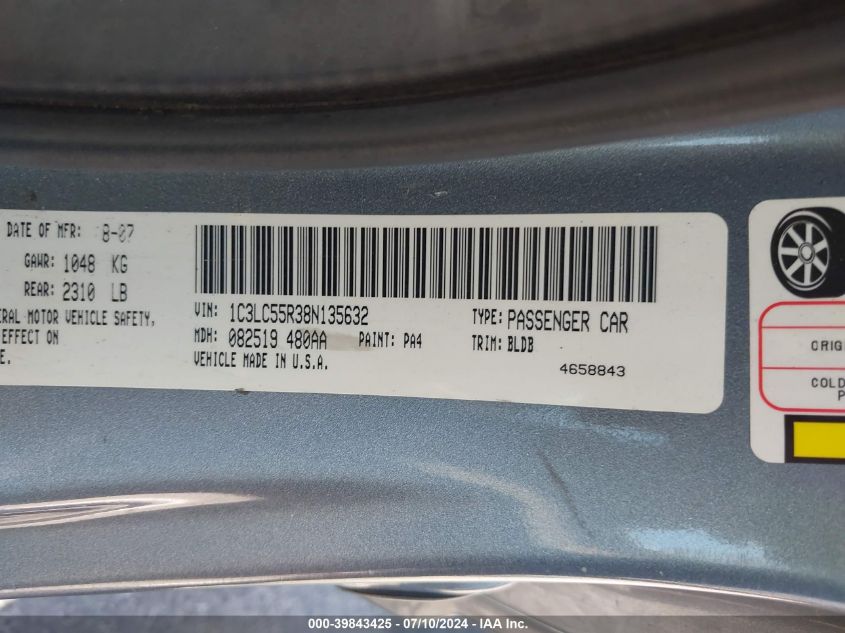 DATE OF MFR: 8-07
GAWR: 1048 KG
REAR: 2310 LB
MOTOR VEHICLE SAFETY,
EFFECT ON
VIN: 1C3LC55R38N135632
TYPE: PASSENGER CAR
MDH: 082519 480AA PAINT: PA4
TRIM: BLDB
VEHICLE MADE IN U.S.A.
4658843
COLD
000-39843425 - 07/10/2024 - IAA Inc.